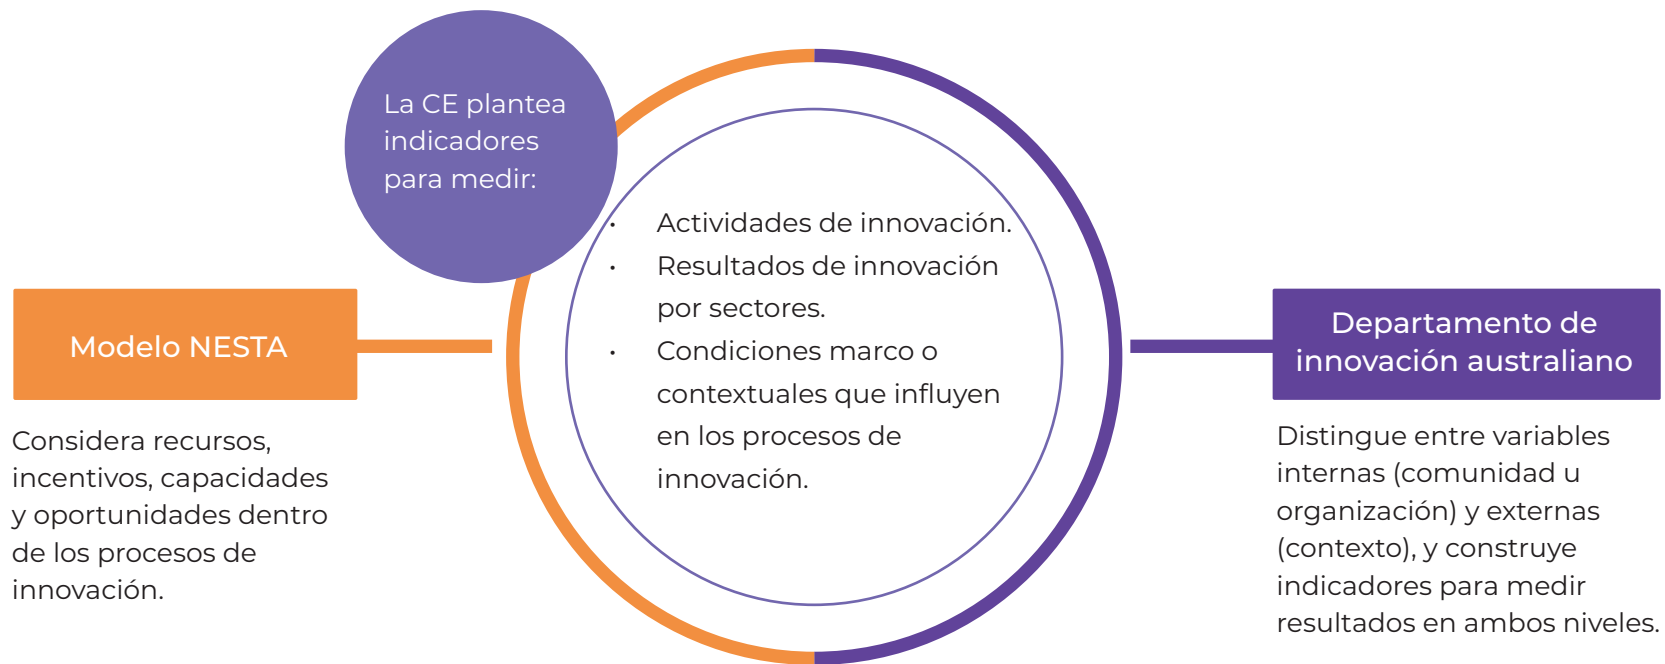 La CE plantea
indicadores
para medir:
• Actividades de innovación.
• Resultados de innovación
por sectores.
• Condiciones marco o
contextuales que influyen
en los procesos de
innovación.
Modelo NESTA
Considera recursos,
incentivos, capacidades
y oportunidades dentro
de los procesos de
innovación.
Departamento de
innovación australiano
Distingue entre variables
internas (comunidad u
organización) y externas
(contexto), y construye
indicadores para medir
resultados en ambos niveles.